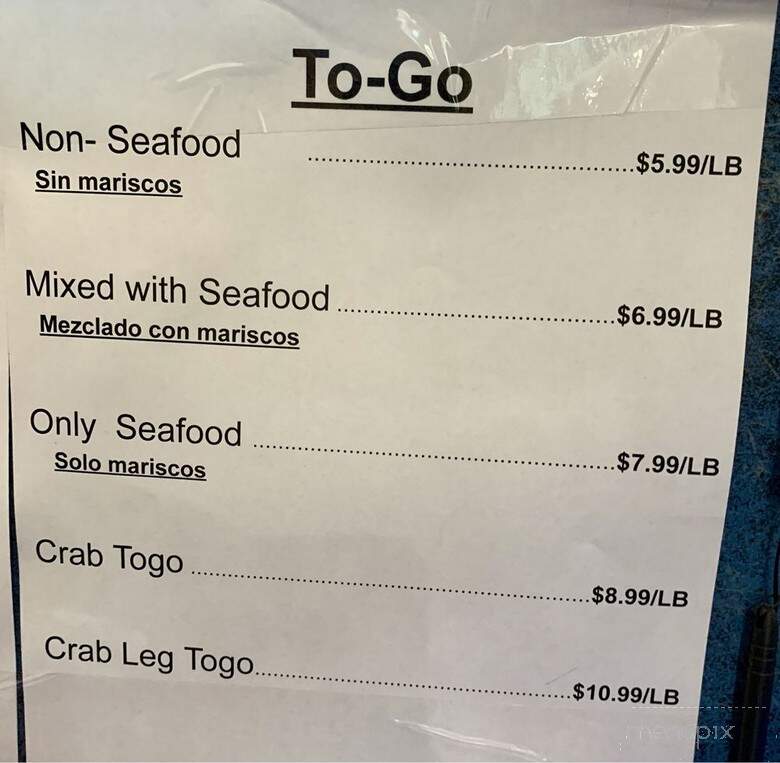 To-Go
Non- Seafood ................................................$5.99/LB
Sin mariscos
Mixed with Seafood .........................................$6.99/LB
Mezclado con mariscos
Only Seafood ......................................................$7.99/LB
Solo mariscos
Crab Togo ............................................................$8.99/LB
Crab Leg Togo................................................$10.99/LB
menupix